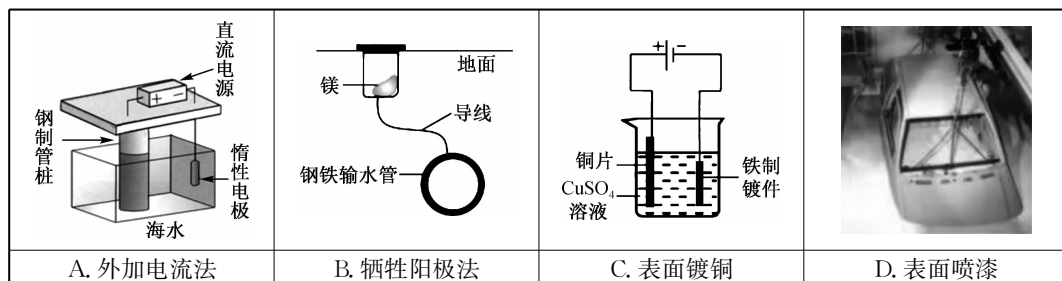 直流电源
+ −
钢制管桩
惰性电极
海水
A. 外加电流法
地面
镁
导线
钢铁输水管
B. 牺牲阳极法
+ −
铜片
CuSO₄
溶液
铁制
镀件
C. 表面镀铜
D. 表面喷漆